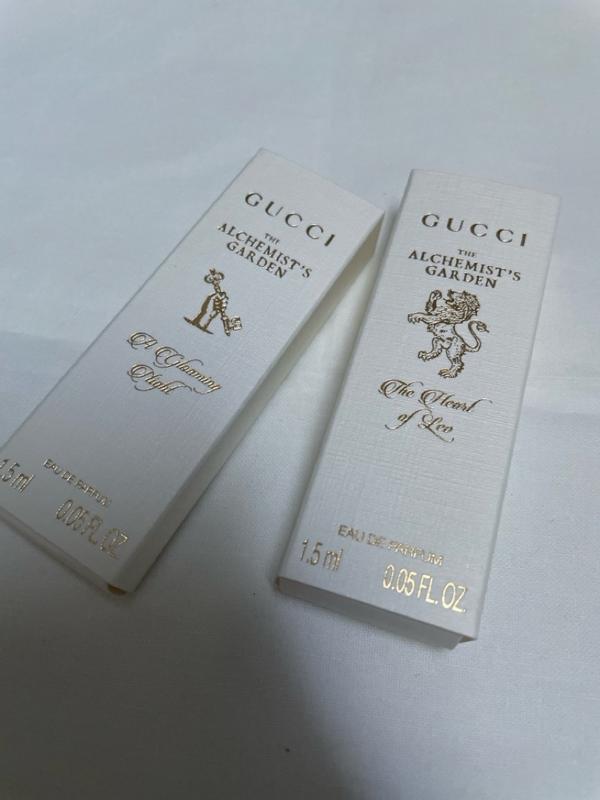 GUCCI
THE
ALCHEMIST'S
GARDEN
A Gleaming
Night
EAU DE PARFUM
1.5 ml
0.05 FL. OZ.
GUCCI
THE
ALCHEMIST'S
GARDEN
The Heart
of Leo
EAU DE PARFUM
1.5 ml
0.05 FL. OZ.